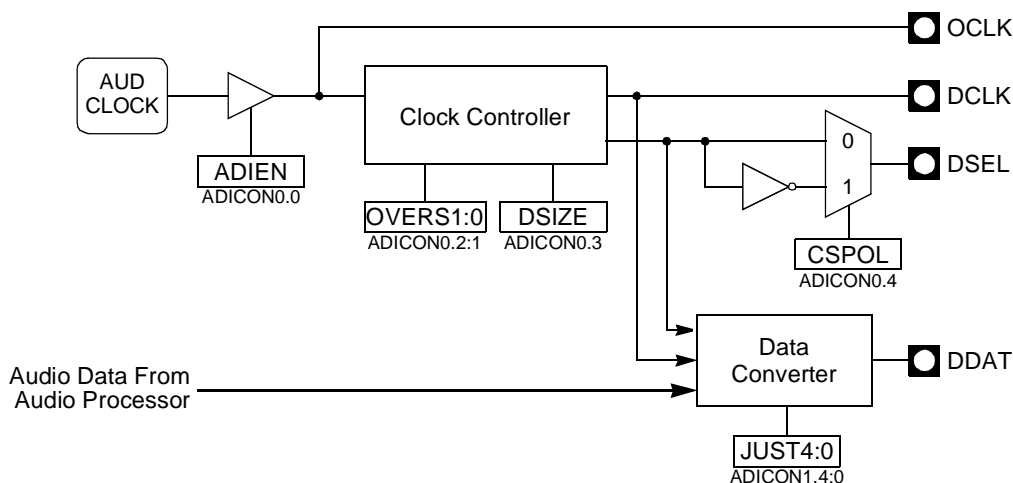 OCLK
AUD
CLOCK
Clock Controller
DCLK
0
1
DSEL
ADIEN
ADICON0.0
OVERS1:0
ADICON0.2:1
DSIZE
ADICON0.3
CSPOL
ADICON0.4
Audio Data From
Audio Processor
Data
Converter
DDAT
JUST4:0
ADICON1.4:0